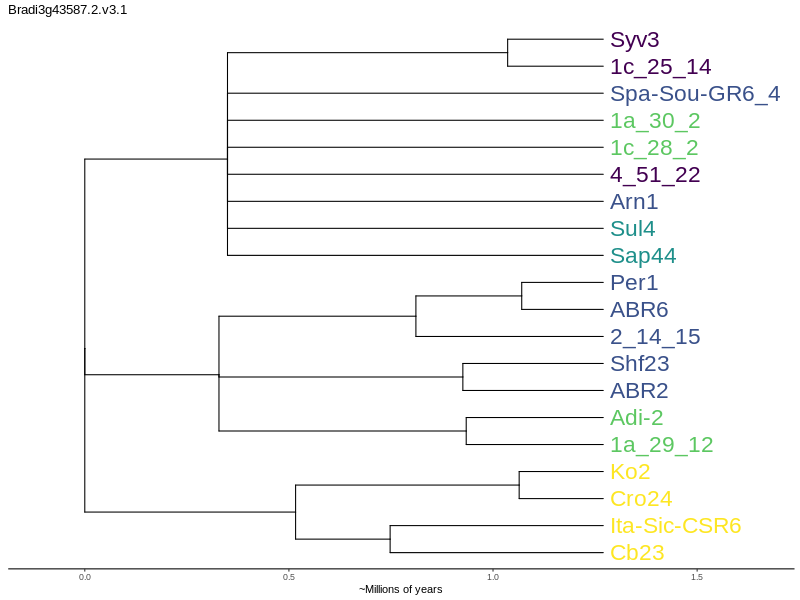 Bradi3g43587.2.v3.1
Syv3
1c_25_14
Spa-Sou-GR6_4
1a_30_2
1c_28_2
4_51_22
Arn1
Sul4
Sap44
Per1
ABR6
2_14_15
Shf23
ABR2
Adi-2
1a_29_12
Ko2
Cro24
Ita-Sic-CSR6
Cb23
0.0 0.5 1.0 1.5
~Millions of years